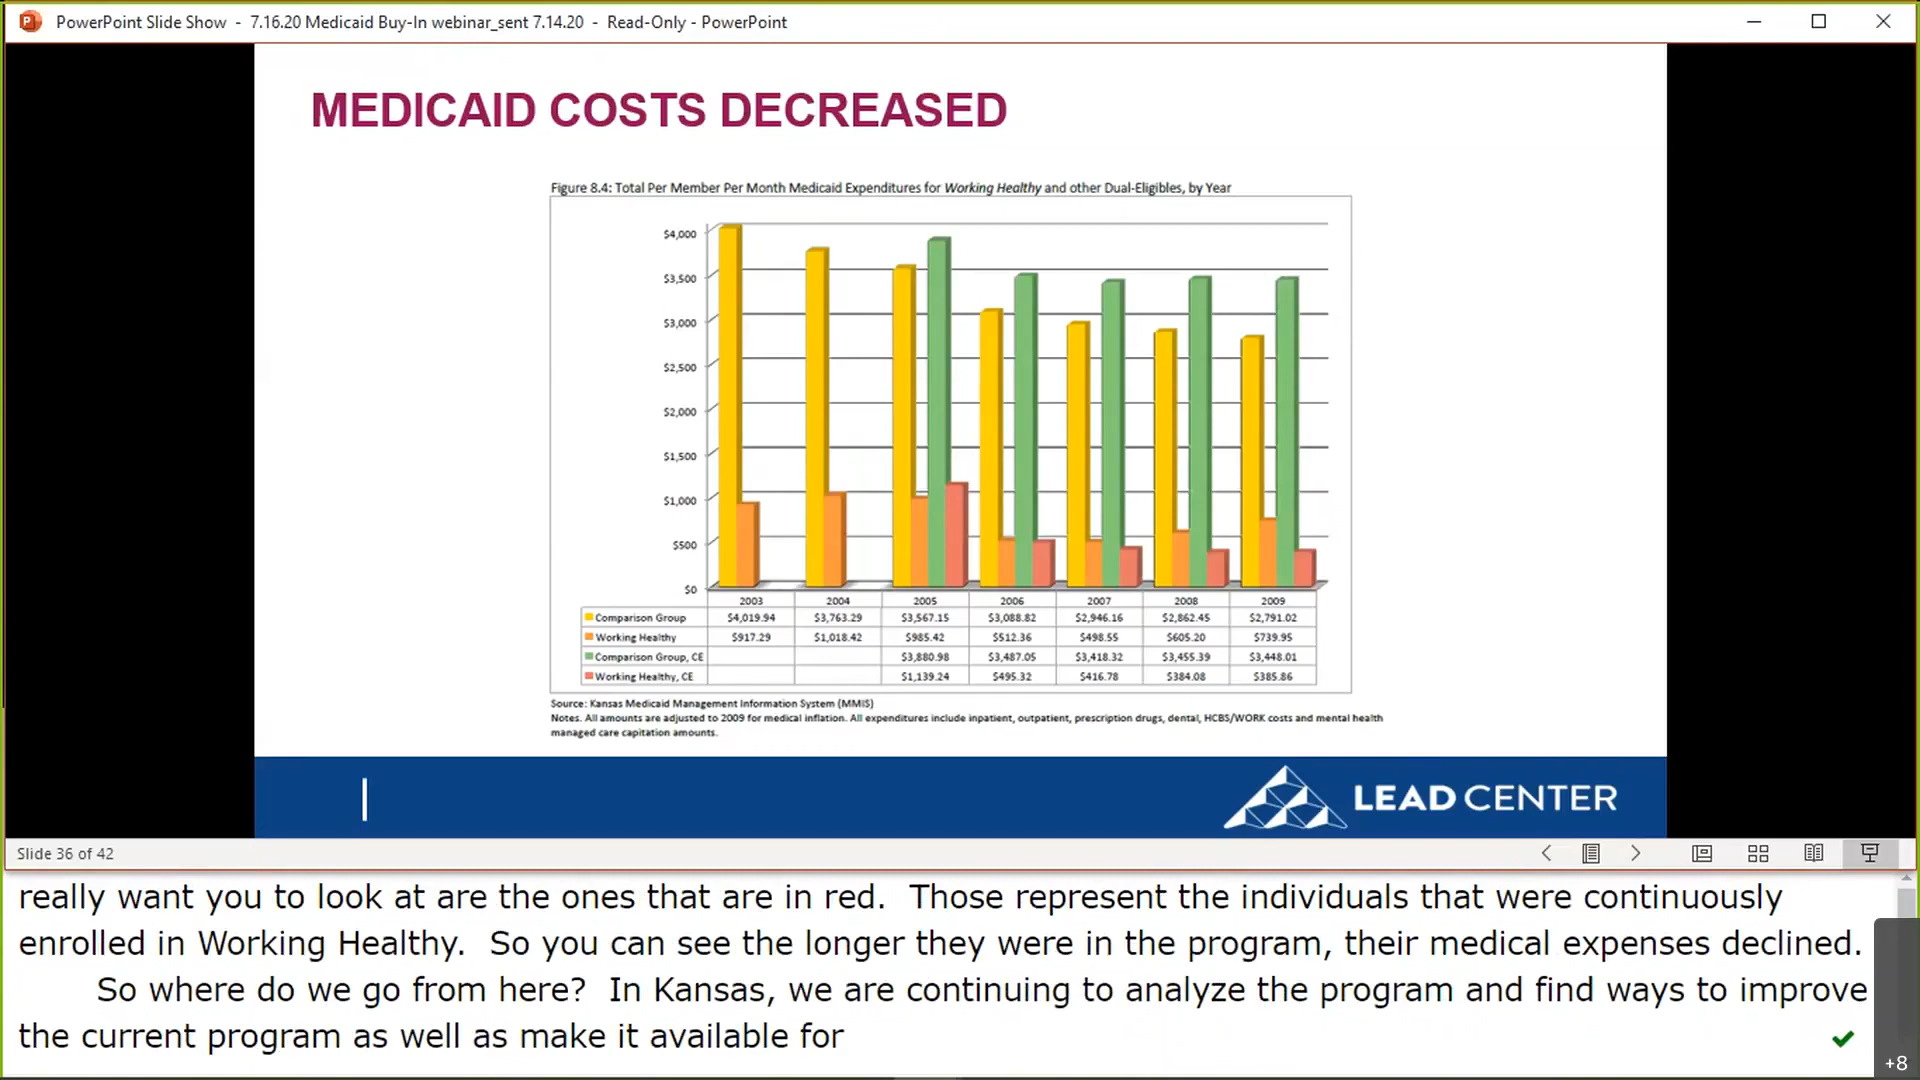 PowerPoint Slide Show - 7.16.20 Medicaid Buy-In webinar_sent 7.14.20 - Read-Only - PowerPoint
MEDICAID COSTS DECREASED
Figure 8.4: Total Per Member Per Month Medicaid Expenditures for Working Healthy and other Dual-Eligibles, by Year
$4,000
$3,500
$3,000
$2,500
$2,000
$1,500
$1,000
$500
$0
2003 2004 2005 2006 2007 2008 2009
Comparison Group $4,019.94 $3,763.29 $3,567.15 $3,088.82 $2,946.16 $2,862.45 $2,791.02
Working Healthy $917.29 $1,018.42 $985.42 $512.36 $498.55 $605.20 $739.95
Comparison Group, CE $3,880.98 $3,487.05 $3,418.32 $3,455.39 $3,448.01
Working Healthy, CE $1,139.24 $495.32 $416.78 $384.08 $385.86
Source: Kansas Medicaid Management Information System (MMIS)
Notes. All amounts are adjusted to 2009 for medical inflation. All expenditures include inpatient, outpatient, prescription drugs, dental, HCBS/WORK costs and mental health
managed care capitation amounts.
LEAD CENTER
Slide 36 of 42
really want you to look at are the ones that are in red. Those represent the individuals that were continuously
enrolled in Working Healthy. So you can see the longer they were in the program, their medical expenses declined.
So where do we go from here? In Kansas, we are continuing to analyze the program and find ways to improve
the current program as well as make it available for
+8